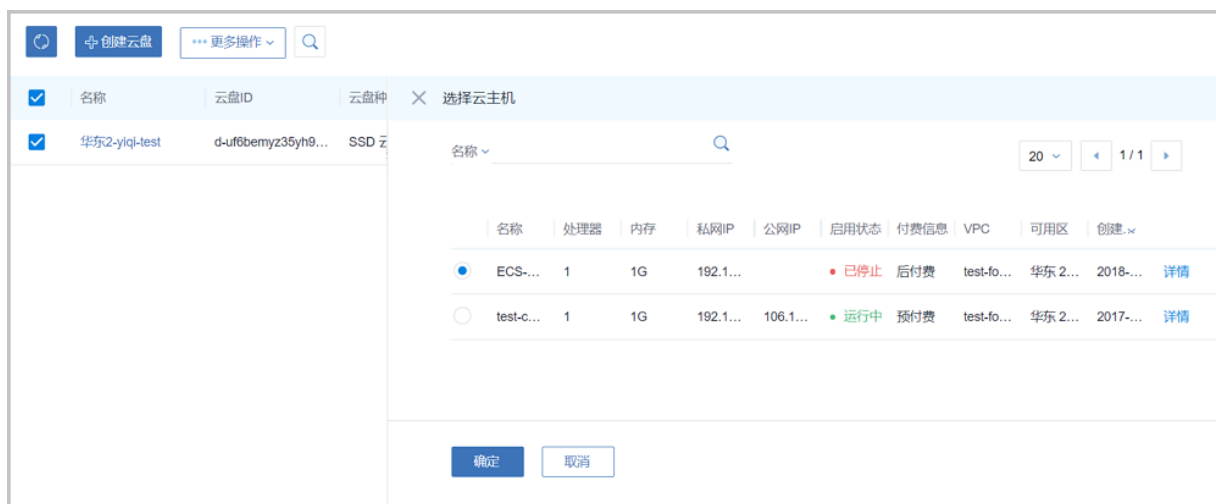 创建云盘 ··· 更多操作
名称 云盘ID 云盘种 选择云主机
华东2-yiqi-test d-uf6bemyz35yh9... SSD 云
名称 20 1 / 1
名称 处理器 内存 私网IP 公网IP 启用状态 付费信息 VPC 可用区 创建...
ECS-... 1 1G 192.1... 已停止 后付费 test-fo... 华东 2... 2018-... 详情
test-c... 1 1G 192.1... 106.1... 运行中 预付费 test-fo... 华东 2... 2017-... 详情
确定 取消